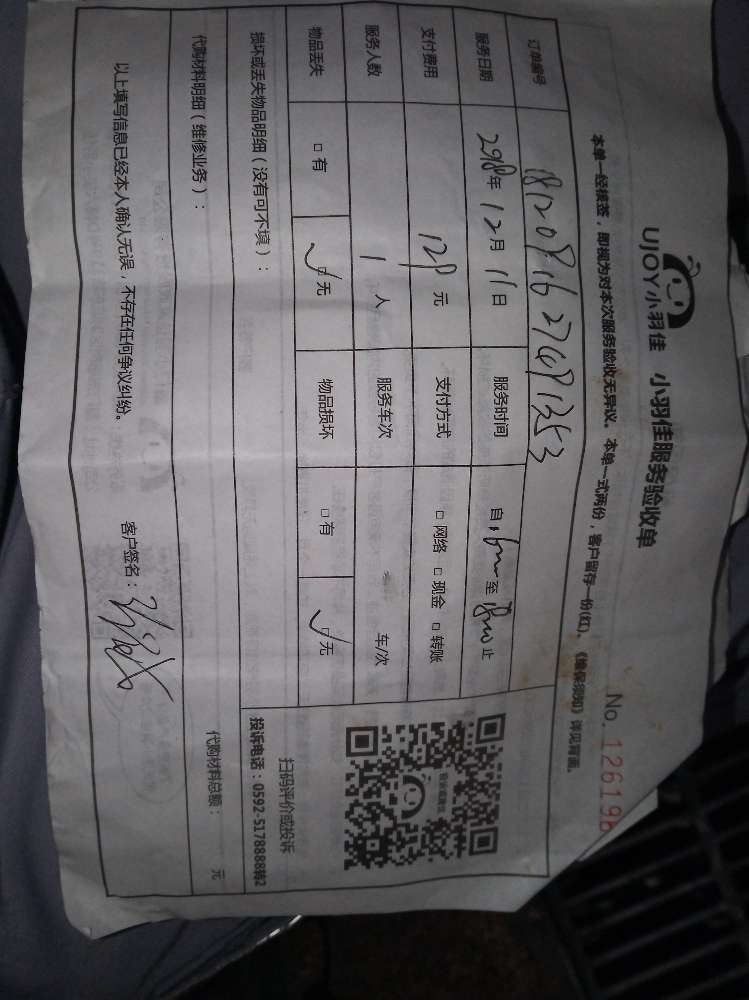 UJOY小羽佳 小羽佳服务验收单
No. 126196
本单一经核签，即视为对本次服务验收无异议。本单一式两份，客户留存一份(红)。《维保须知》详见背面。
订单编号
服务日期 年 12月 11日 服务时间 自 至 止
支付费用 128 元 支付方式 □ 网络 □ 现金 □ 转账
服务人数 1 人 服务车次 车/次
物品丢失 □ 有 □ 无 物品损坏 □ 有 □ 无
损坏或丢失物品明细（没有可不填）：
扫码评价或投诉
投诉电话：0592-5178888转2
代购材料明细（维修业务）： 代购材料总额： 元
以上填写信息已经本人确认无误，不存在任何争议纠纷。
客户签名：